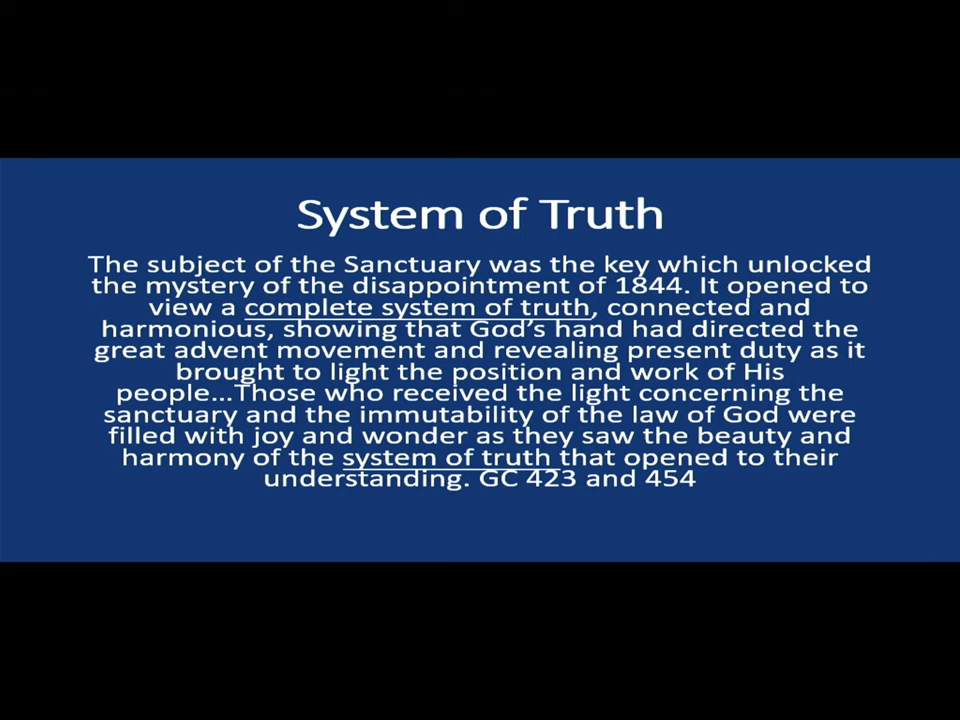 System of Truth
The subject of the Sanctuary was the key which unlocked
the mystery of the disappointment of 1844. It opened to
view a complete system of truth, connected and
harmonious, showing that God’s hand had directed the
great advent movement and revealing present duty as it
brought to light the position and work of His
people...Those who received the light concerning the
sanctuary and the immutability of the law of God were
filled with joy and wonder as they saw the beauty and
harmony of the system of truth that opened to their
understanding. GC 423 and 454